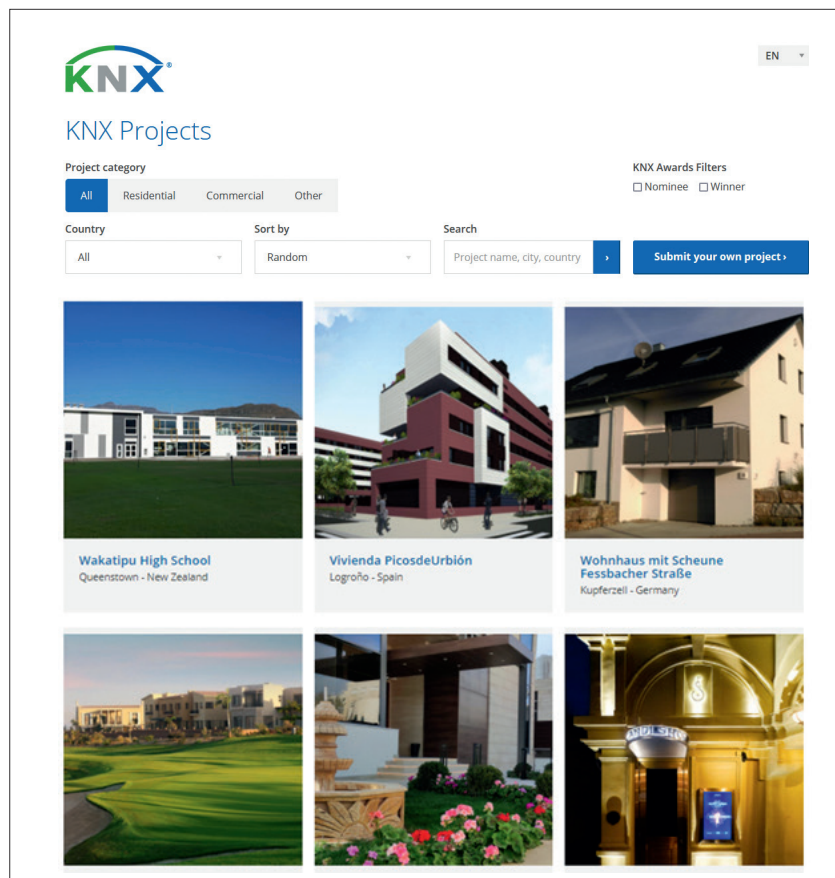 KNX®
EN
KNX Projects
Project category
KNX Awards Filters
All Residential Commercial Other
Nominee Winner
Country Sort by Search
All Random Project name, city, country › Submit your own project ›
Wakatipu High School
Queenstown - New Zealand
Vivienda PicosdeUrbión
Logroño - Spain
Wohnhaus mit Scheune
Fessbacher Straße
Kupferzell - Germany